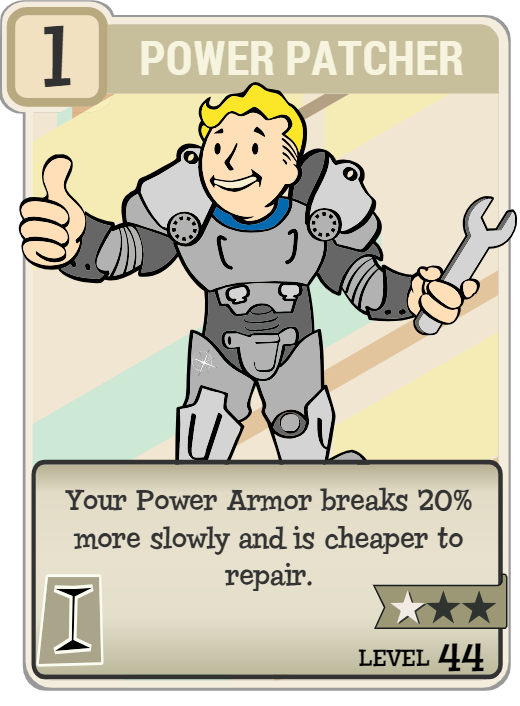 1
POWER PATCHER
Your Power Armor breaks 20%
more slowly and is cheaper to
repair.
LEVEL 44